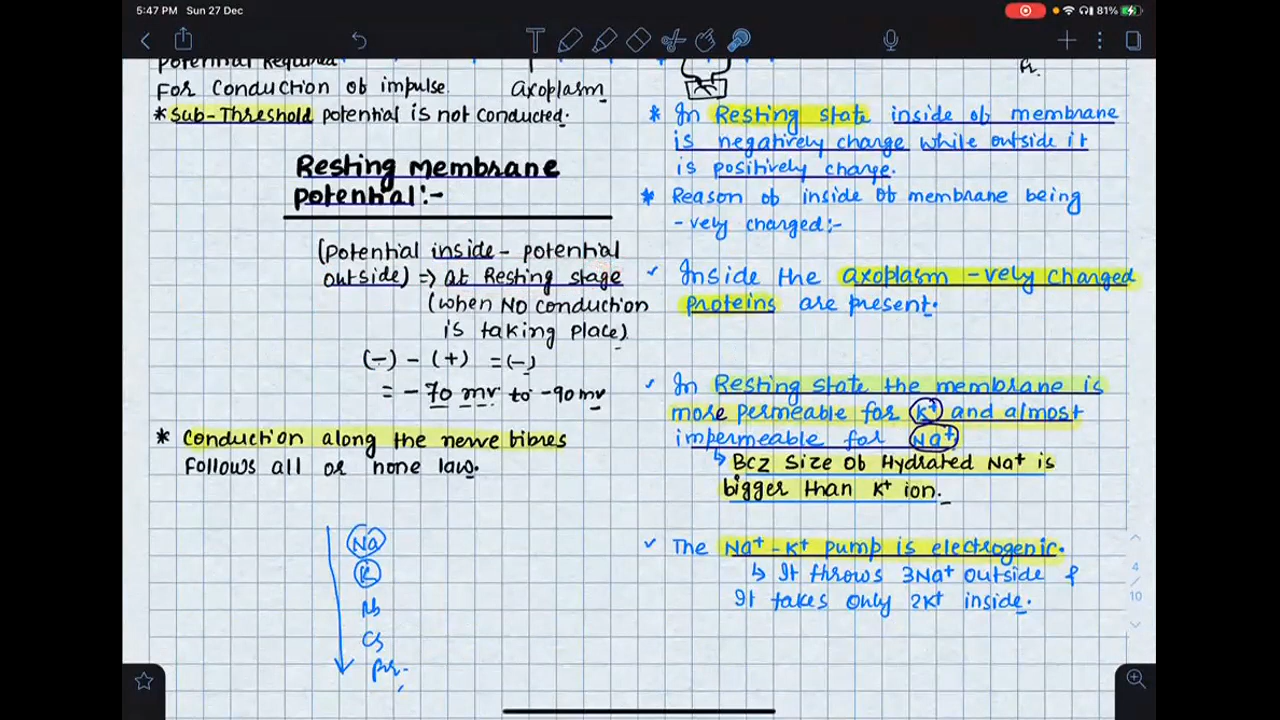 5:47 PM Sun 27 Dec
81%
potential required
For Conduction of impulse.
axoplasm
* Sub-Threshold potential is not conducted.
Resting membrane
potential:-
(Potential inside - potential
outside) => at Resting stage
(when NO conduction
is taking place)
(-) - (+) = (-)
= - 70 mv to -90 mv
* Conduction along the nerve fibres
Follows all or none law.
Na
K
Rb
Cs
* In Resting state inside of membrane
is negatively charge while outside it
is positively charge.
* Reason of inside of membrane being
-vely charged:-
✓ Inside the axoplasm -vely charged
proteins are present.
✓ In Resting state the membrane is
more permeable for K+ and almost
impermeable for Na+
↳ Bcz Size of Hydrated Na+ is
bigger than K+ ion.
✓ The Na+ - K+ pump is electrogenic.
↳ It throws 3Na+ outside &
It takes only 2K+ inside.
4
/
10